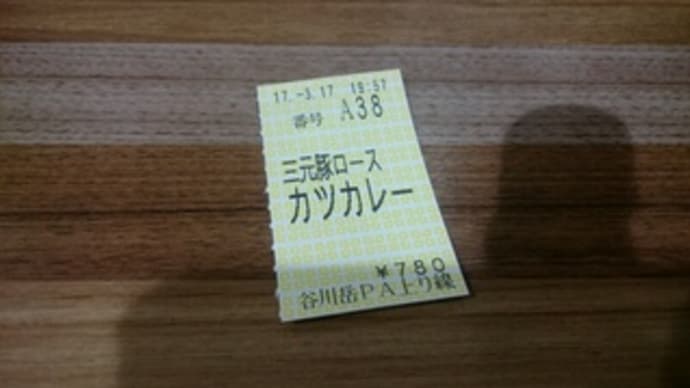 17.-3.17 19:57
番号 A38
三元豚ロース
カツカレー
¥780
谷川岳PA上り線